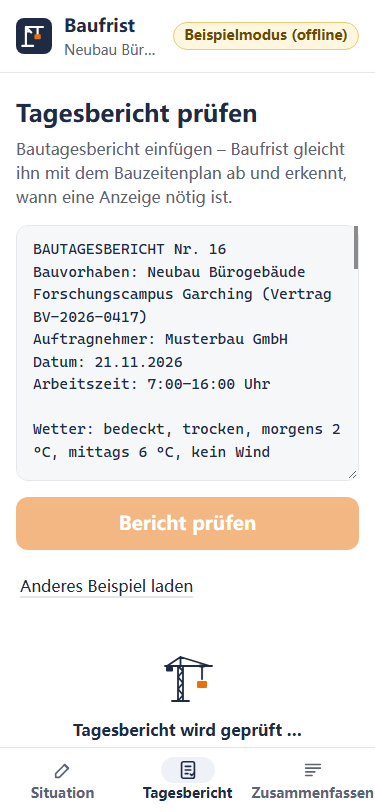 Baufrist
Neubau Bür...
Beispielmodus (offline)
Tagesbericht prüfen
Bautagesbericht einfügen – Baufrist gleicht
ihn mit dem Bauzeitenplan ab und erkennt,
wann eine Anzeige nötig ist.
BAUTAGESBERICHT Nr. 16
Bauvorhaben: Neubau Bürogebäude
Forschungscampus Garching (Vertrag
BV-2026-0417)
Auftragnehmer: Musterbau GmbH
Datum: 21.11.2026
Arbeitszeit: 7:00–16:00 Uhr
Wetter: bedeckt, trocken, morgens 2
°C, mittags 6 °C, kein Wind
Bericht prüfen
Anderes Beispiel laden
Tagesbericht wird geprüft ...
Situation
Tagesbericht
Zusammenfassen